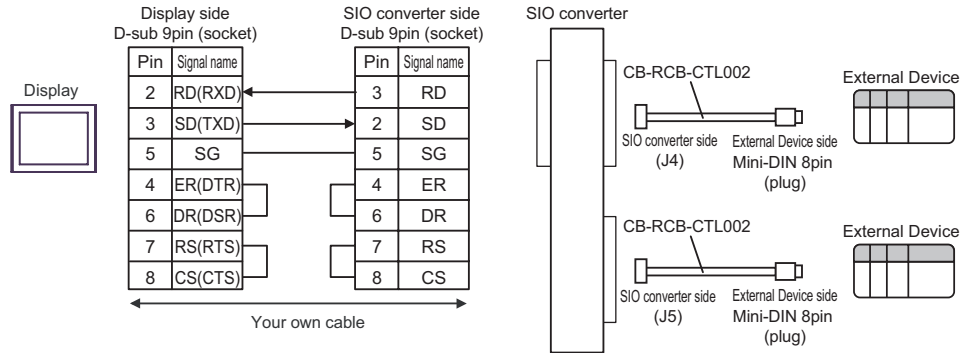 Display side
D-sub 9pin (socket)
SIO converter side
D-sub 9pin (socket)
SIO converter
Display
Pin Signal name
2 RD(RXD)
3 SD(TXD)
5 SG
4 ER(DTR)
6 DR(DSR)
7 RS(RTS)
8 CS(CTS)
Pin Signal name
3 RD
2 SD
5 SG
4 ER
6 DR
7 RS
8 CS
Your own cable
CB-RCB-CTL002
External Device
SIO converter side
(J4)
External Device side
Mini-DIN 8pin
(plug)
CB-RCB-CTL002
External Device
SIO converter side
(J5)
External Device side
Mini-DIN 8pin
(plug)